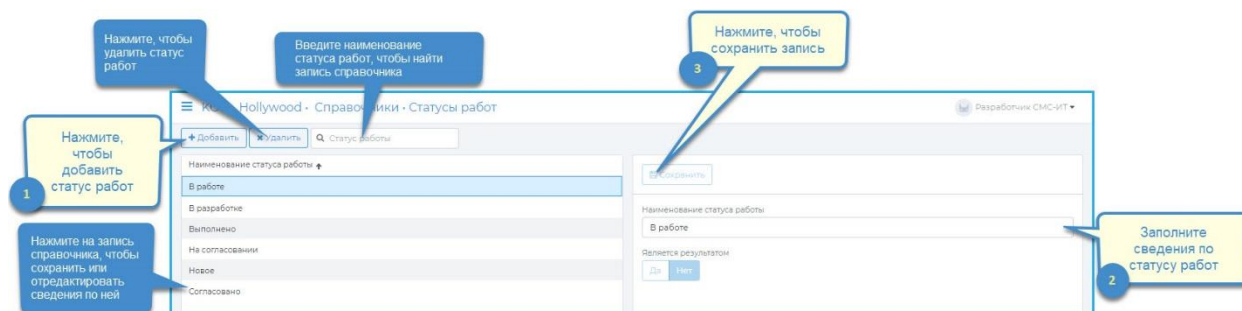 Нажмите, чтобы
удалить статус
работ
Введите наименование
статуса работ, чтобы найти
запись справочника
Нажмите, чтобы
сохранить запись
3
Hollywood • Справочники • Статусы работ
Разработчик СМС-ИТ
Нажмите,
чтобы
добавить
статус работ
1
Добавить
Удалить
Статус работы
Наименование статуса работы
В работе
В разработке
Выполнено
На согласовании
Новое
Согласовано
Нажмите на запись
справочника, чтобы
сохранить или
отредактировать
сведения по ней
Сохранить
Наименование статуса работы
В работе
Является результатом
Да Нет
Заполните
сведения по
статусу работ
2